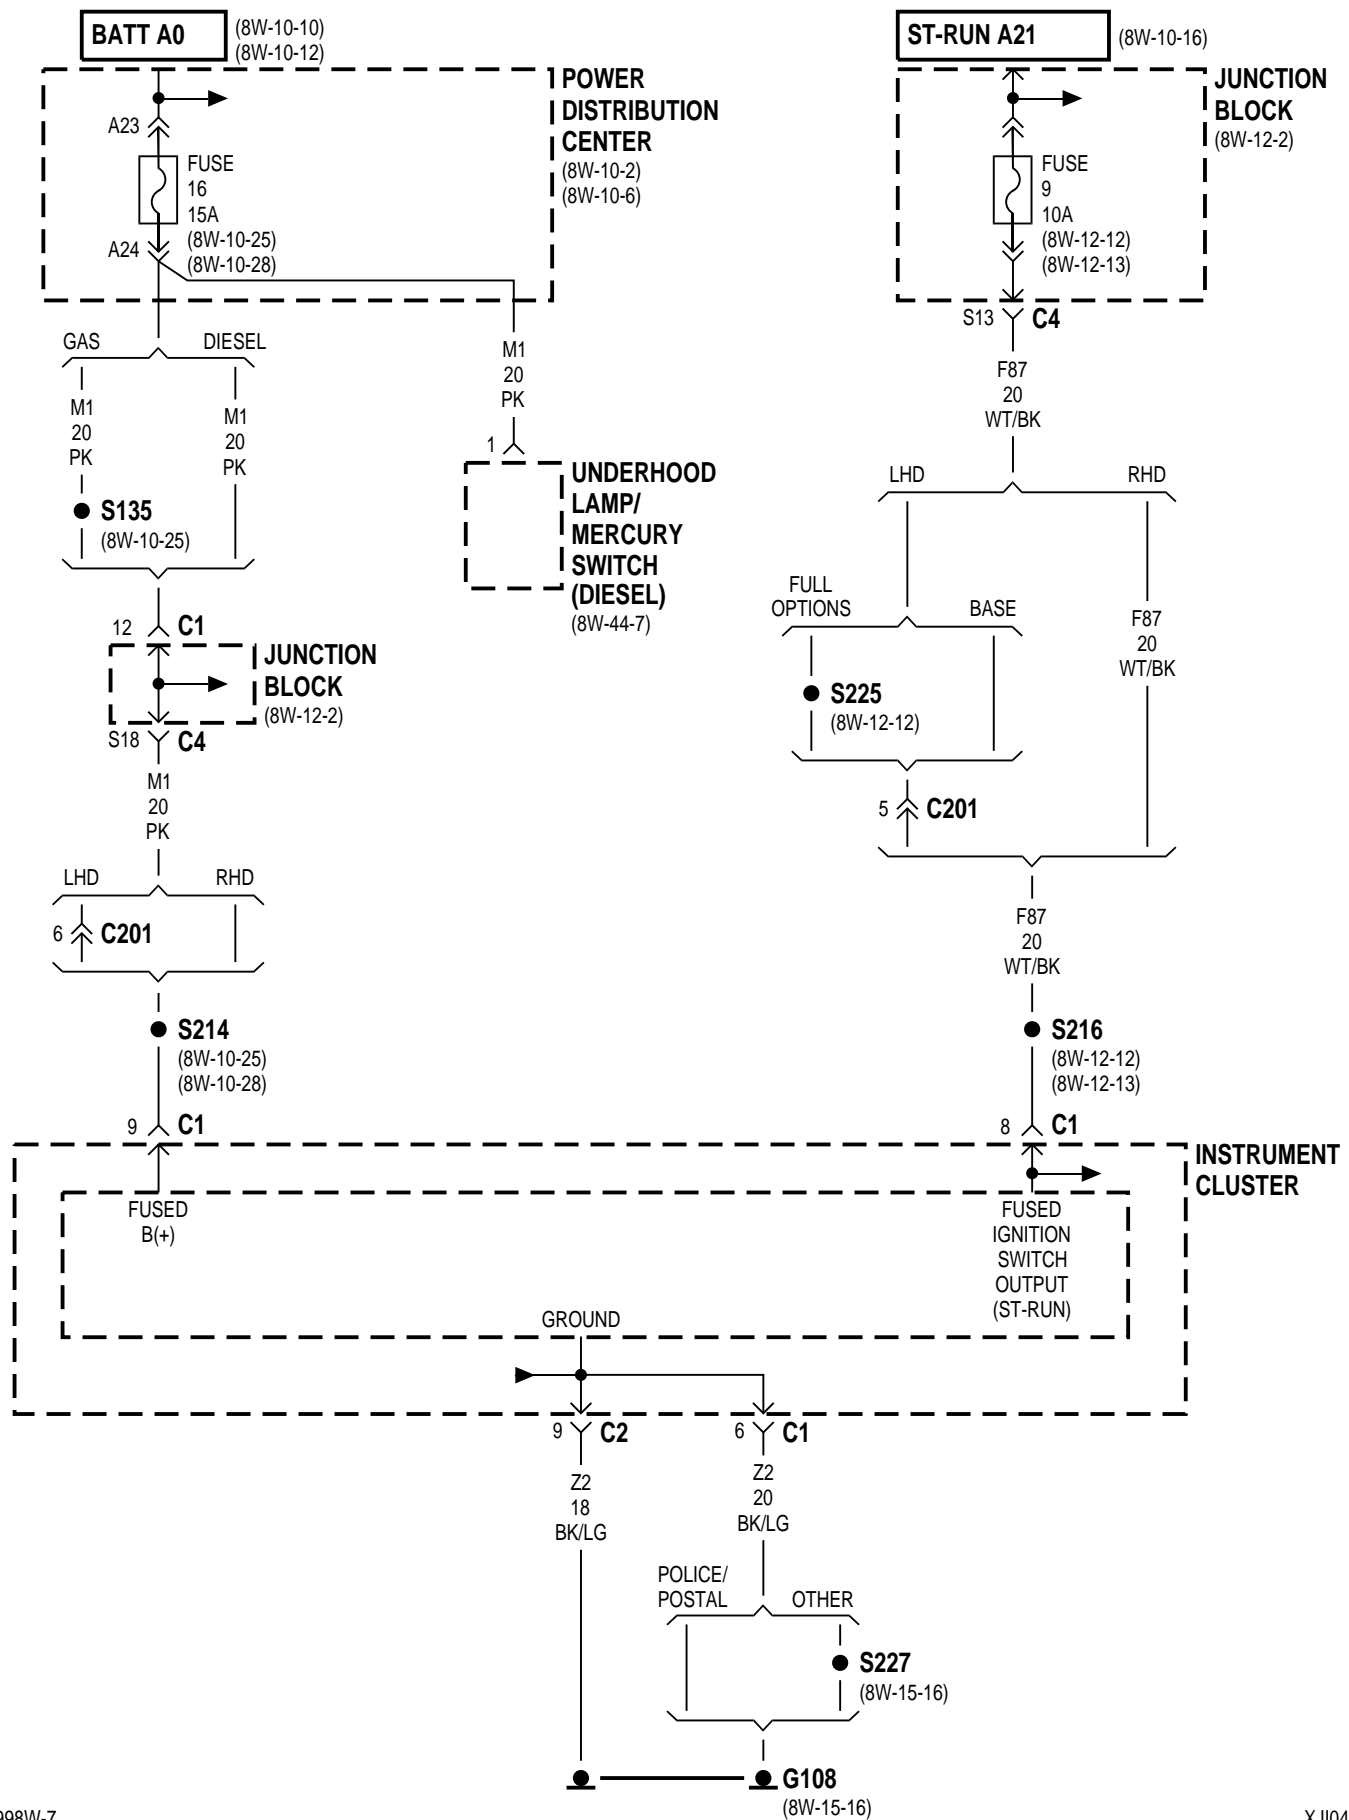 BATT A0
(8W-10-10)
(8W-10-12)
ST-RUN A21
(8W-10-16)
POWER
DISTRIBUTION
CENTER
(8W-10-2)
(8W-10-6)
JUNCTION
BLOCK
(8W-12-2)
A23
FUSE
16
15A
(8W-10-25)
(8W-10-28)
A24
FUSE
9
10A
(8W-12-12)
(8W-12-13)
S13
C4
GAS
DIESEL
M1
20
PK
M1
20
PK
M1
20
PK
F87
20
WT/BK
S135
(8W-10-25)
1
UNDERHOOD
LAMP/
MERCURY
SWITCH
(DIESEL)
(8W-44-7)
LHD
RHD
FULL
OPTIONS
BASE
F87
20
WT/BK
12
C1
JUNCTION
BLOCK
(8W-12-2)
S18
C4
S225
(8W-12-12)
M1
20
PK
5
C201
LHD
RHD
6
C201
F87
20
WT/BK
S214
(8W-10-25)
(8W-10-28)
S216
(8W-12-12)
(8W-12-13)
9
C1
8
C1
INSTRUMENT
CLUSTER
FUSED
B(+)
FUSED
IGNITION
SWITCH
OUTPUT
(ST-RUN)
GROUND
9
C2
6
C1
Z2
18
BK/LG
Z2
20
BK/LG
POLICE/
POSTAL
OTHER
S227
(8W-15-16)
G108
(8W-15-16)